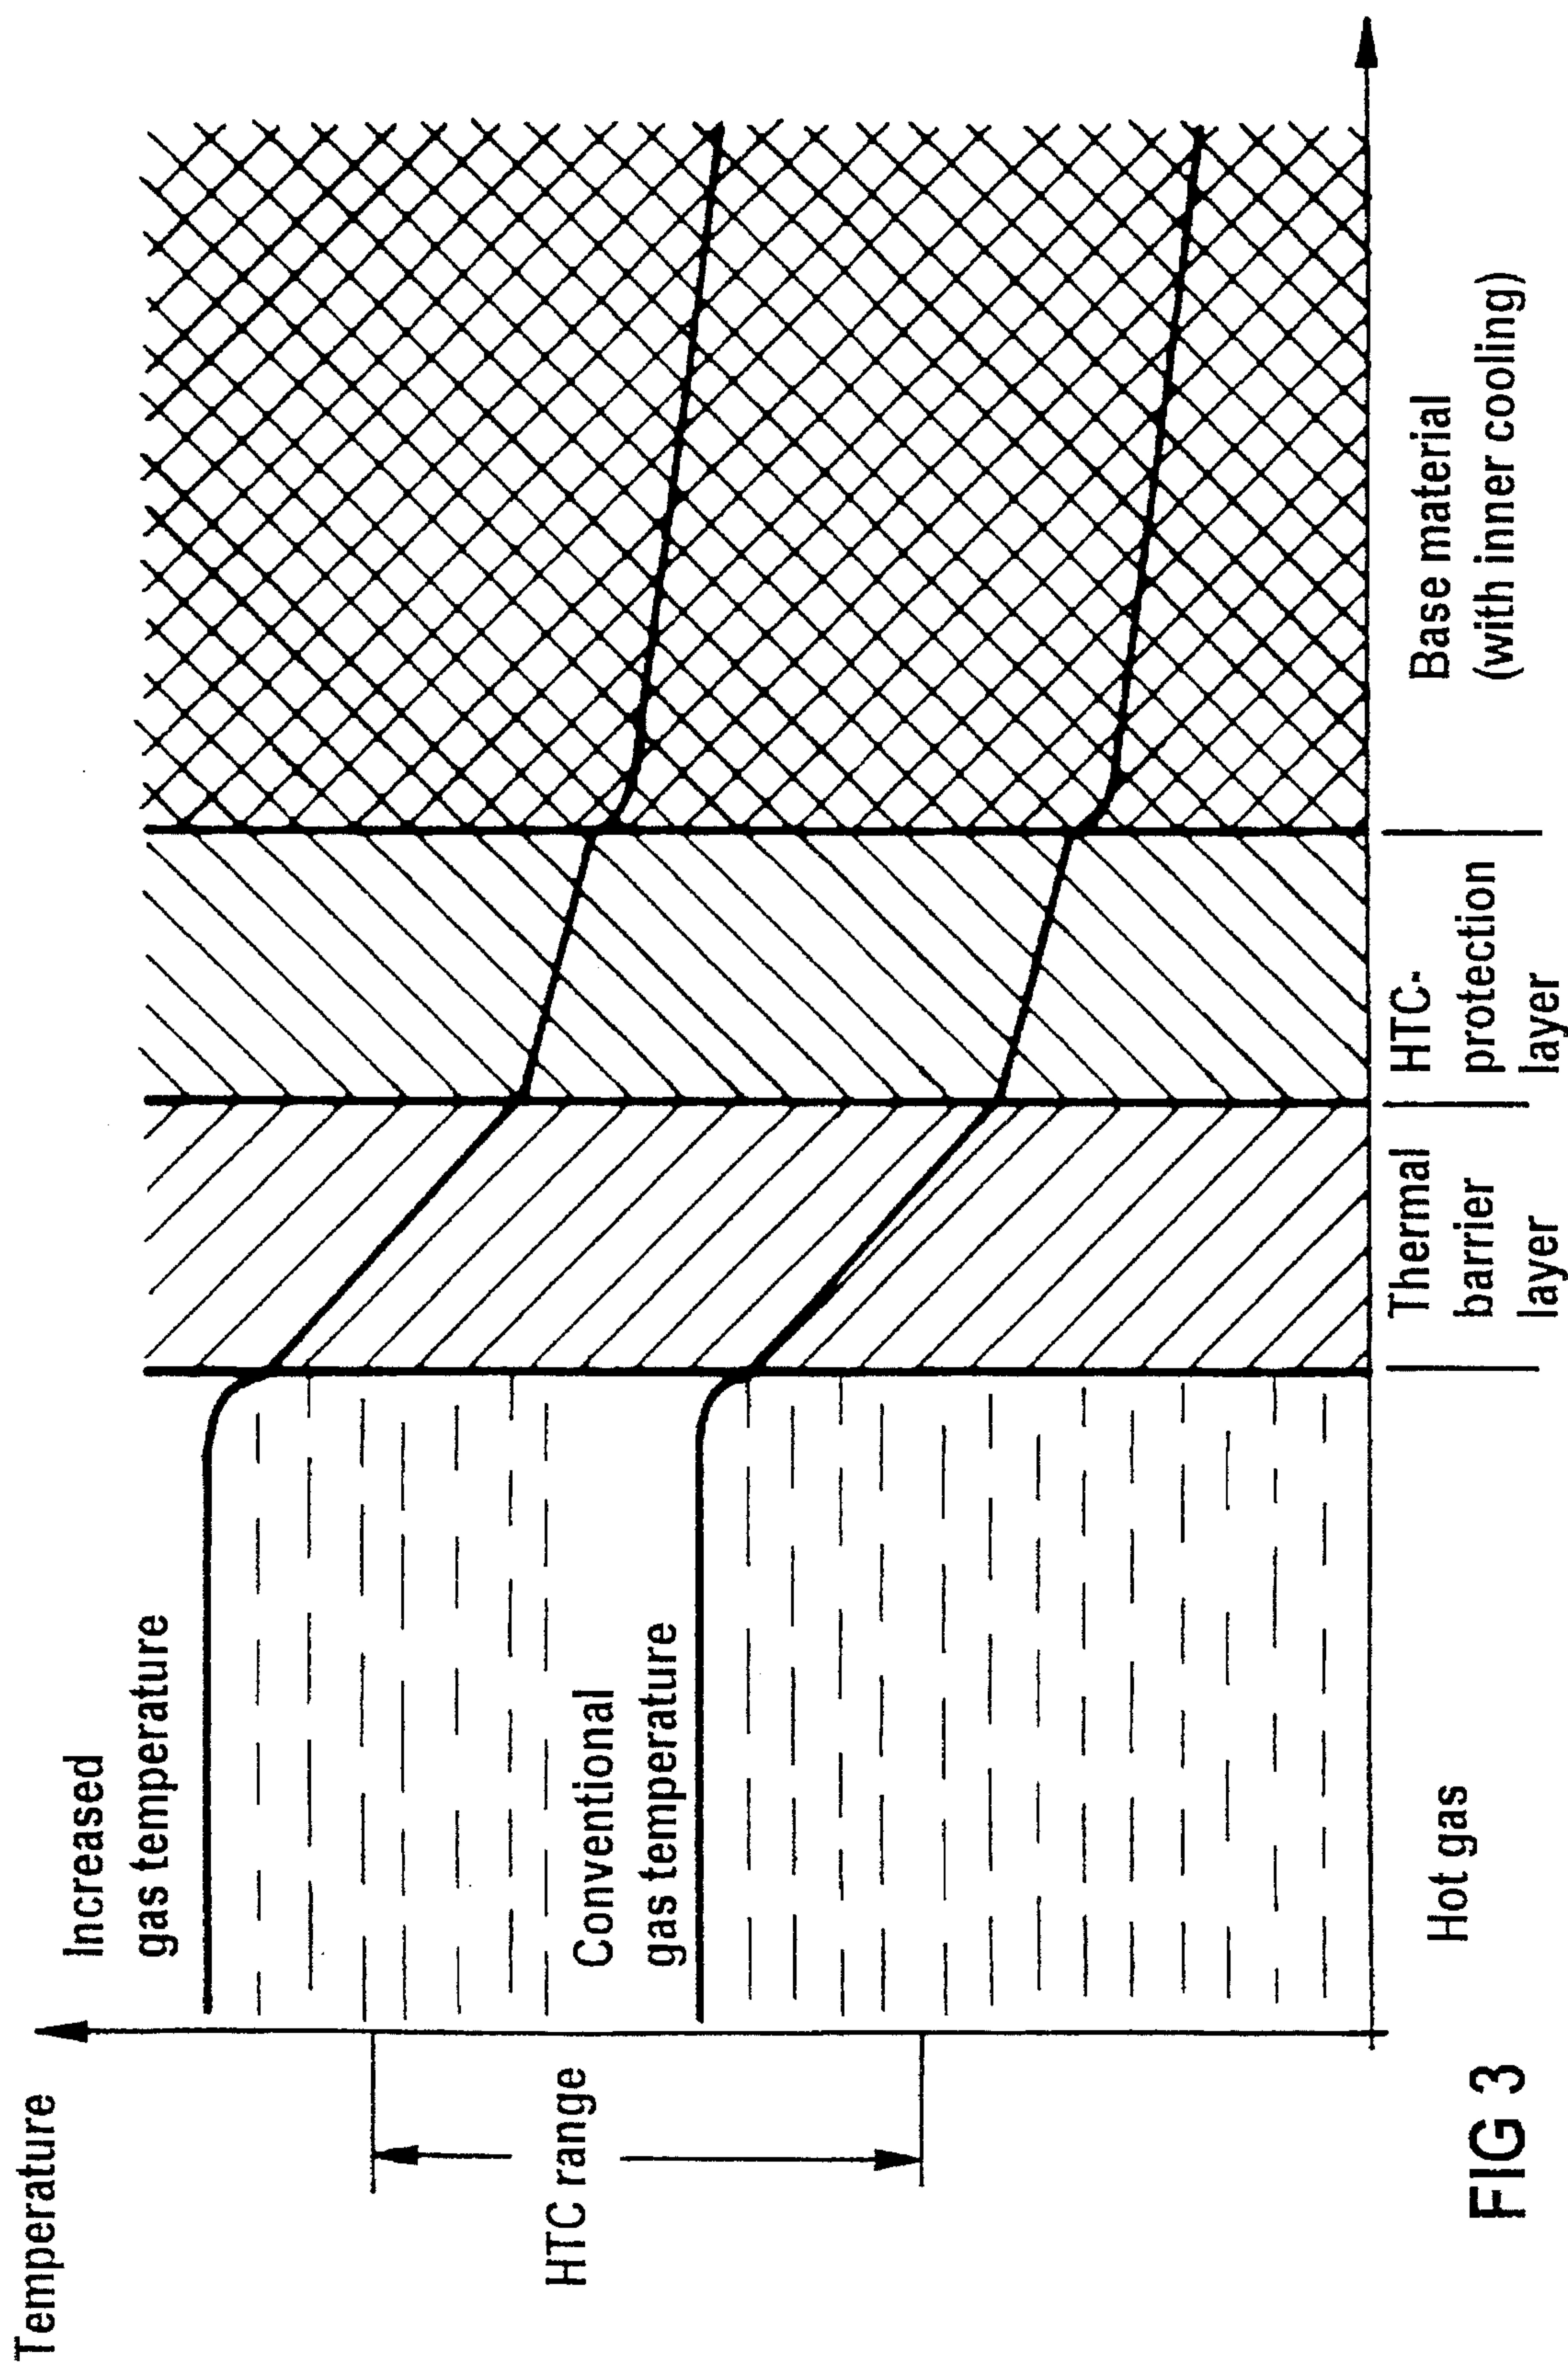 Temperature
Increased
gas temperature
HTC range
Conventional
gas temperature
Hot gas
Thermal
barrier
layer
HTC-
protection
layer
Base material
(with inner cooling)
FIG 3